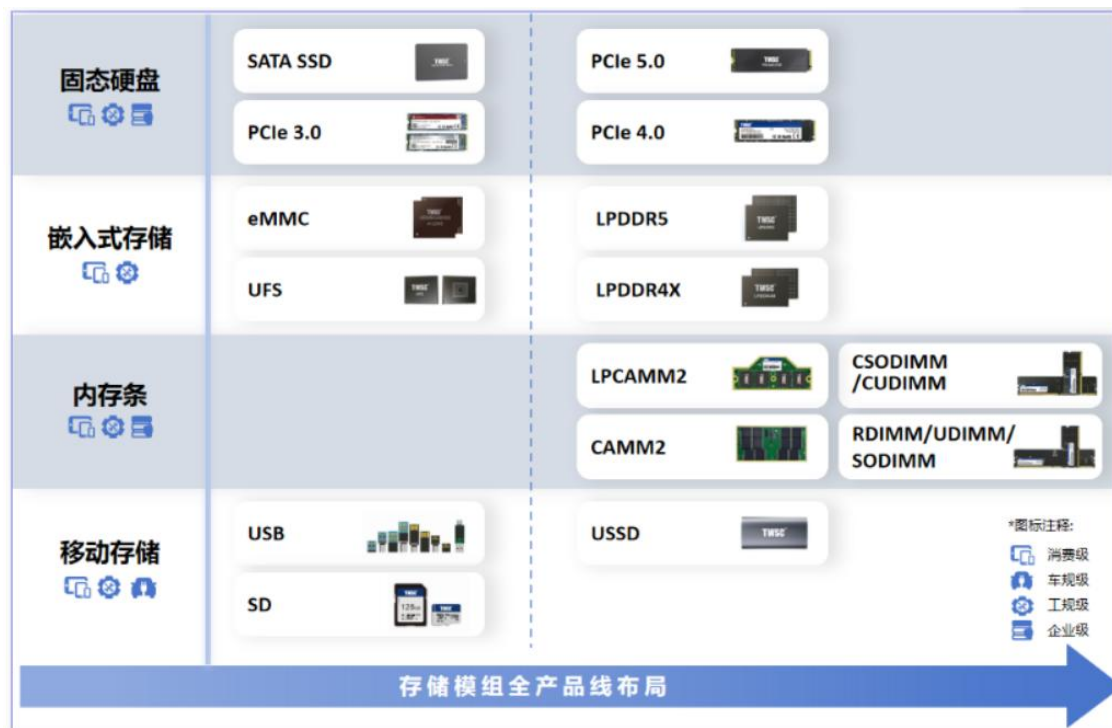 固态硬盘
SATA SSD
PCIe 5.0
PCIe 3.0
PCIe 4.0
嵌入式存储
eMMC
LPDDR5
UFS
LPDDR4X
内存条
LPCAMM2
CSODIMM
/CUDIMM
CAMM2
RDIMM/UDIMM/
SODIMM
移动存储
USB
USSD
TWSC
SD
*图标注释:
消费级
车规级
工规级
企业级
存储模组全产品线布局